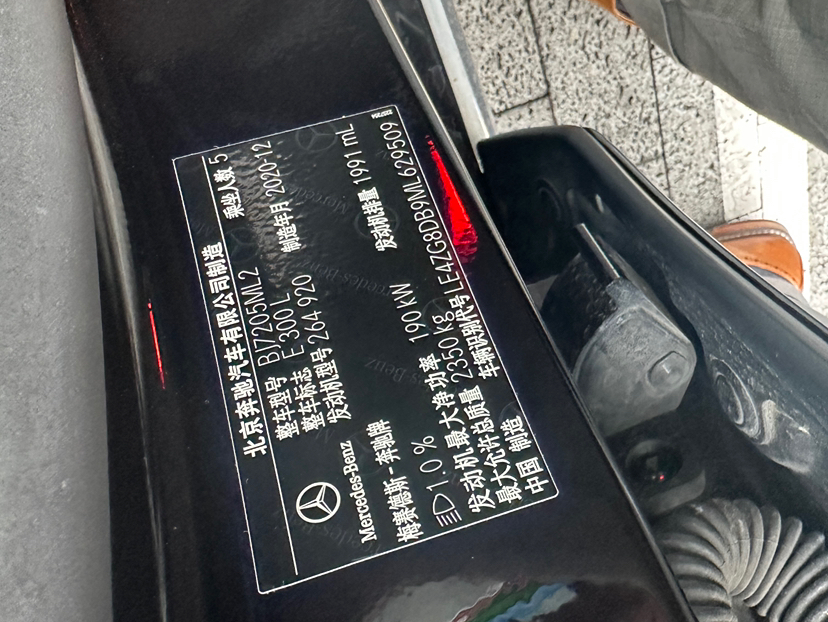 北京奔驰汽车有限公司制造
整车型号 BJ7205ML2 乘坐人数 5
整车标志 E 300 L
发动机型号 264 920 制造年月 2020-12
Mercedes-Benz
梅赛德斯-奔驰牌
1.0 %
发动机最大净功率 190 kW 发动机排量 1991 mL
最大允许总质量 2350 kg
中国 制造 车辆识别代号 LE4ZG8DB9ML629509